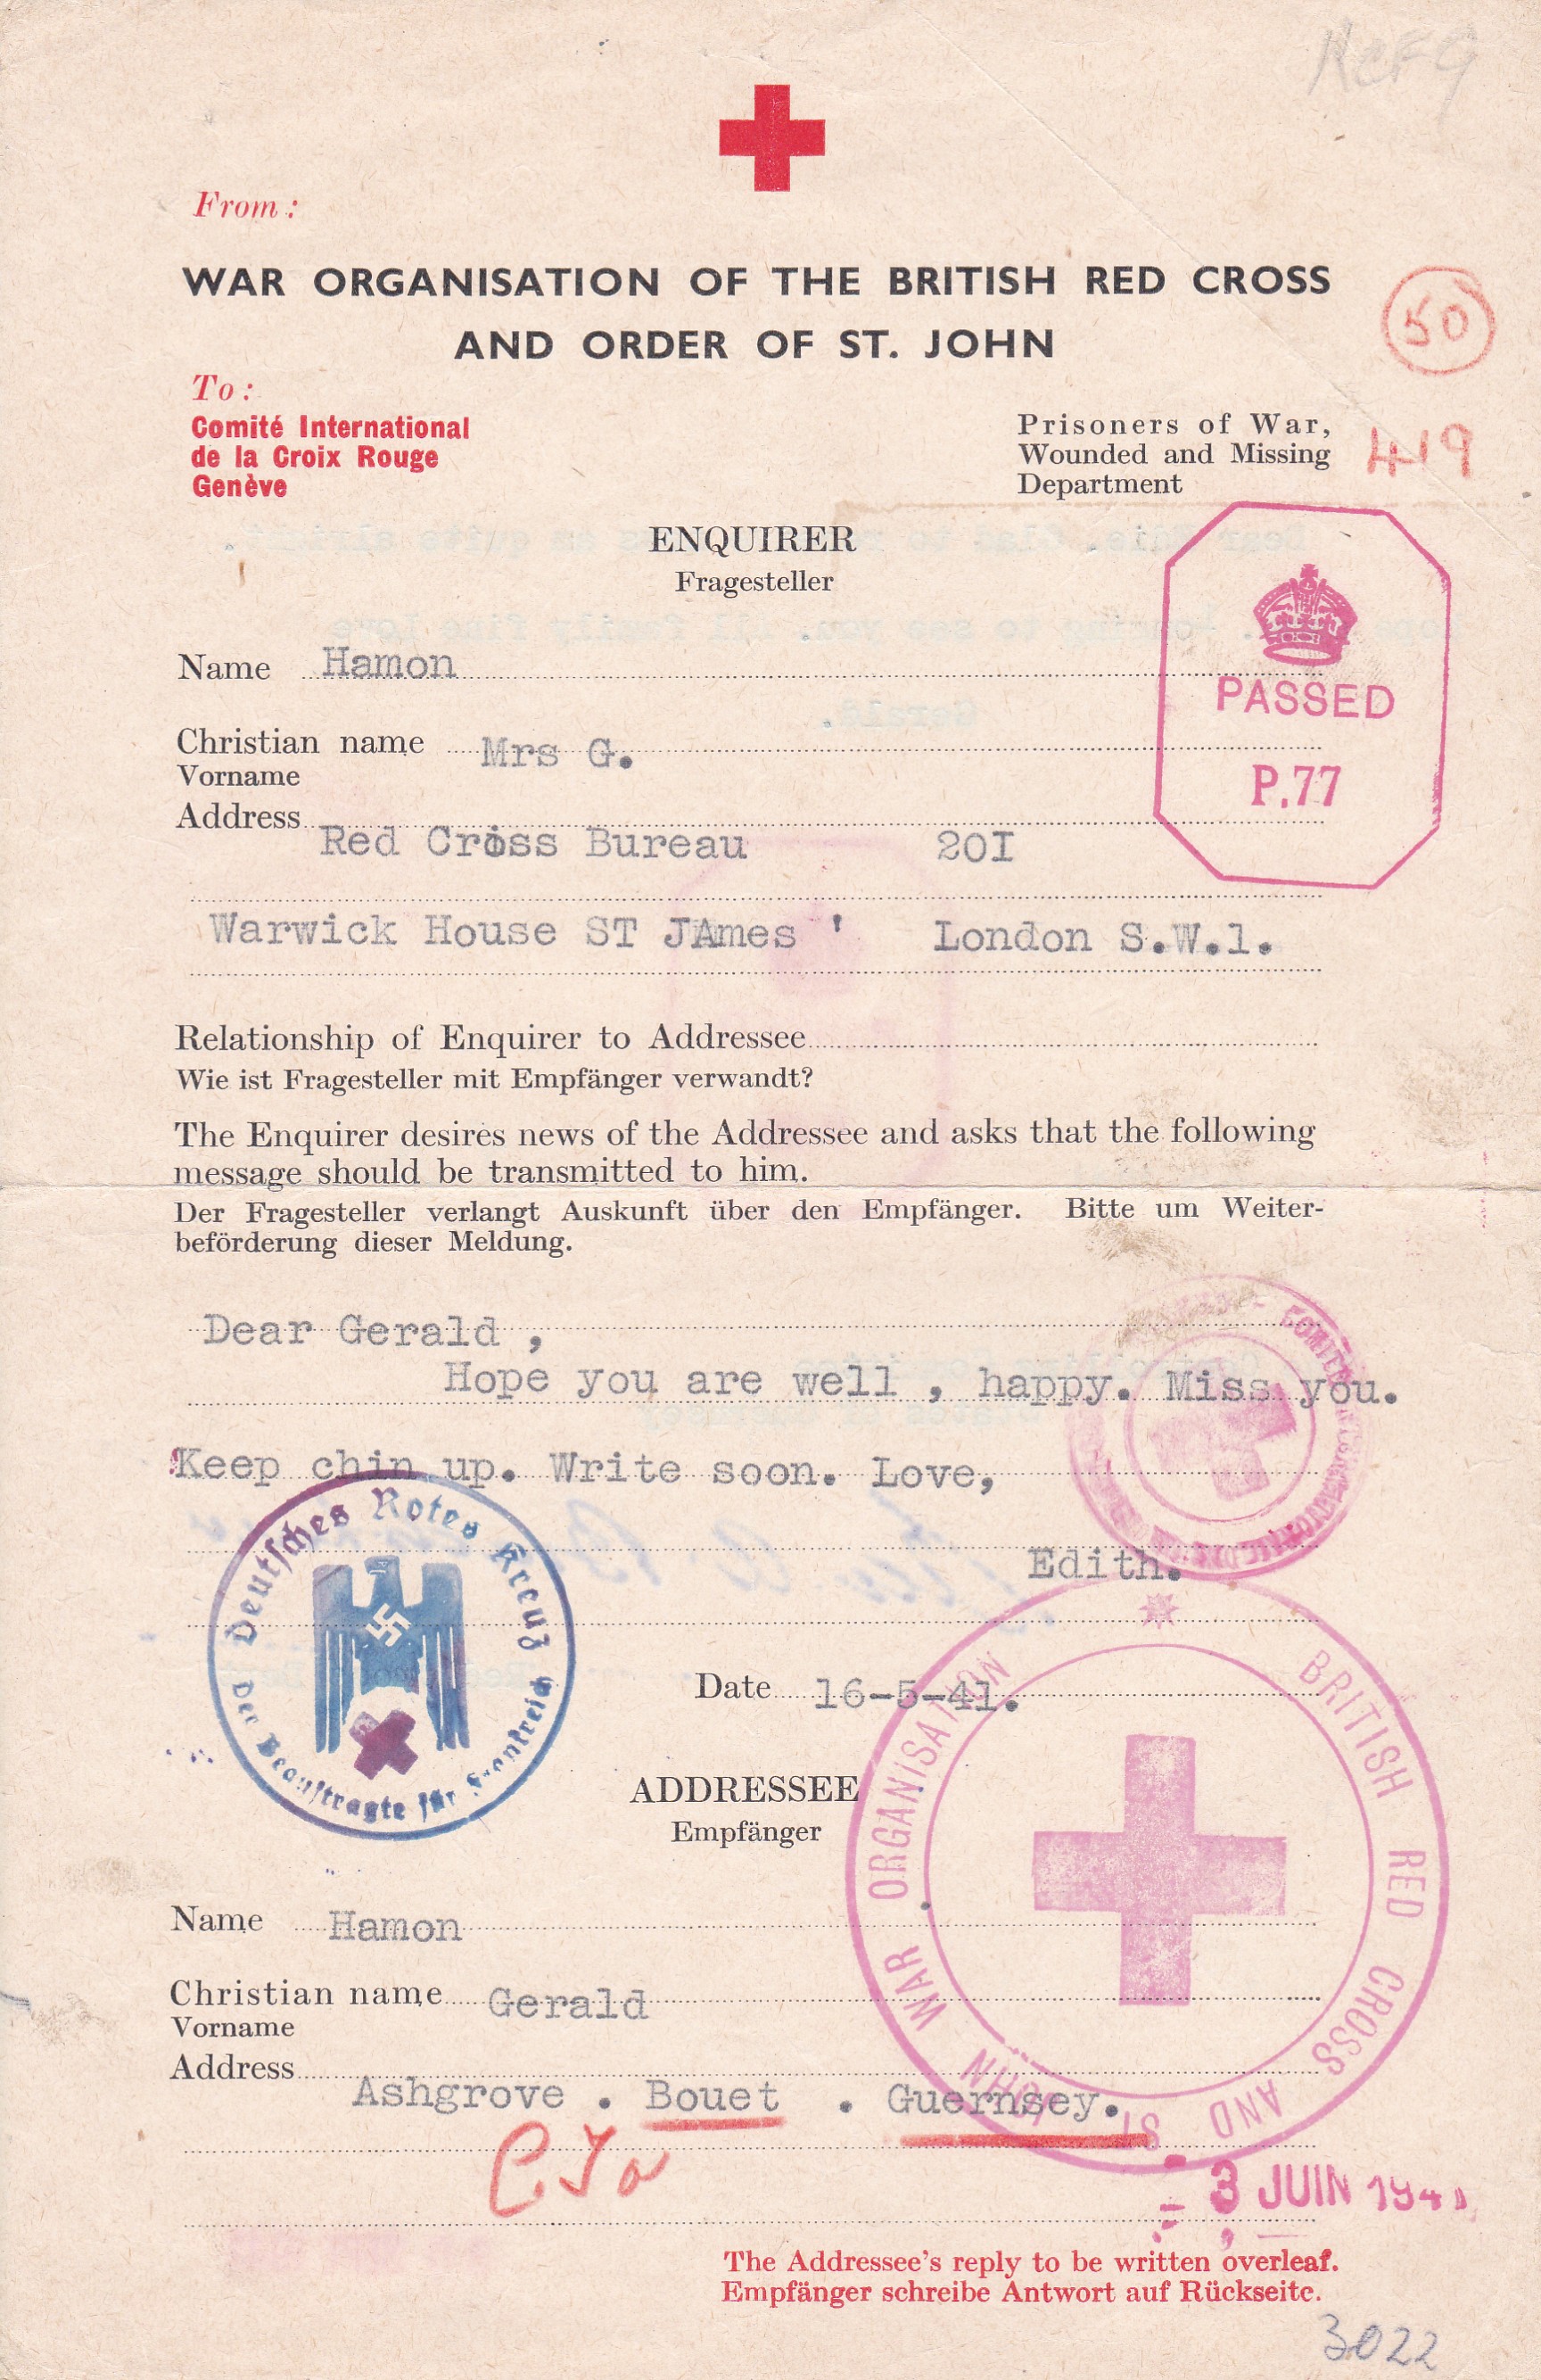 From:
WAR ORGANISATION OF THE BRITISH RED CROSS
AND ORDER OF ST. JOHN
50
To:
Comité International
de la Croix Rouge
Genève
Prisoners of War,
Wounded and Missing
Department
419
ENQUIRER
Fragesteller
PASSED
P.77
Name Hamon
Christian name Mrs G.
Vorname
Address
Red Cross Bureau 20I
Warwick House ST JAmes ' London S.W.1.
Relationship of Enquirer to Addressee
Wie ist Fragesteller mit Empfänger verwandt?
The Enquirer desires news of the Addressee and asks that the following
message should be transmitted to him.
Der Fragesteller verlangt Auskunft über den Empfänger. Bitte um Weiter-
beförderung dieser Meldung.
Dear Gerald ,
Hope you are well , happy. Miss you.
Keep chin up. Write soon. Love,
Edith.
Deutsches Rotes Kreuz
Der Beauftragte für Frankreich
Date 16-5-41.
WAR ORGANISATION BRITISH RED CROSS AND ST JOHN
ADDRESSEE
Empfänger
Name Hamon
Christian name Gerald
Vorname
Address
Ashgrove . Bouet . Guernsey.
- 3 JUIN 1941
The Addressee's reply to be written overleaf.
Empfänger schreibe Antwort auf Rückseite.
3022